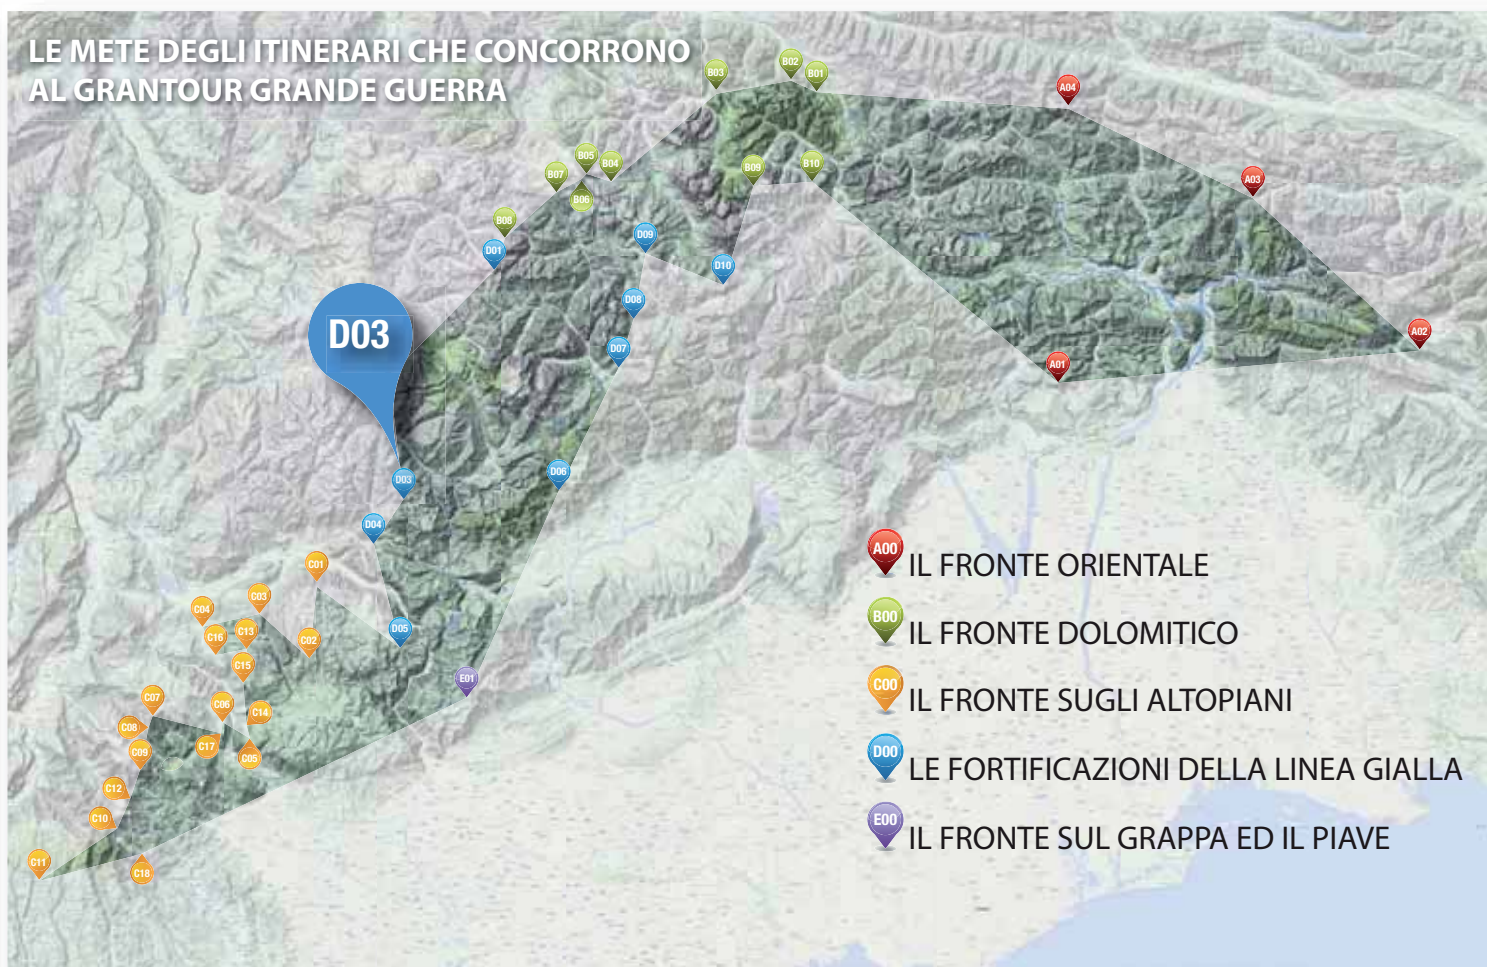 LE METE DEGLI ITINERARI CHE CONCORRONO
AL GRANTOUR GRANDE GUERRA
B03
B02
B01
A04
B07
B05
B04
B06
B09
B10
A03
B08
D01
D09
D10
D08
D07
A02
A01
D03
D03
D06
D04
C01
C03
C04
C16
C13
C02
D05
C15
E01
C07
C06
C14
C08
C17
C05
C09
C12
C10
C11
C18
A00 IL FRONTE ORIENTALE
B00 IL FRONTE DOLOMITICO
C00 IL FRONTE SUGLI ALTOPIANI
D00 LE FORTIFICAZIONI DELLA LINEA GIALLA
E00 IL FRONTE SUL GRAPPA ED IL PIAVE